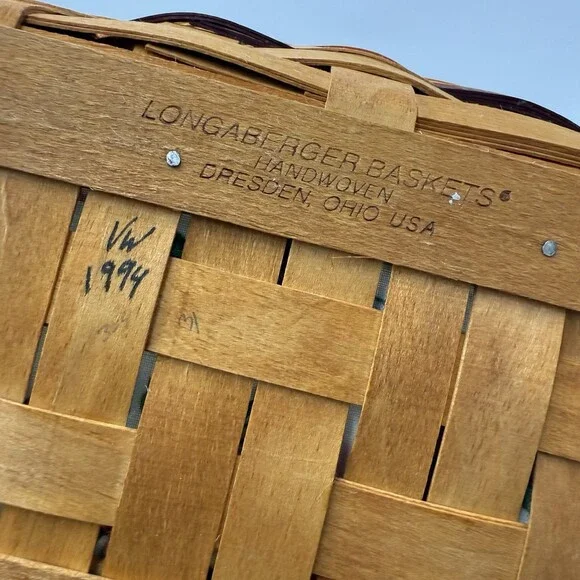 LONGABERGER BASKETS®
HANDWOVEN
DRESDEN, OHIO USA
VW
1994